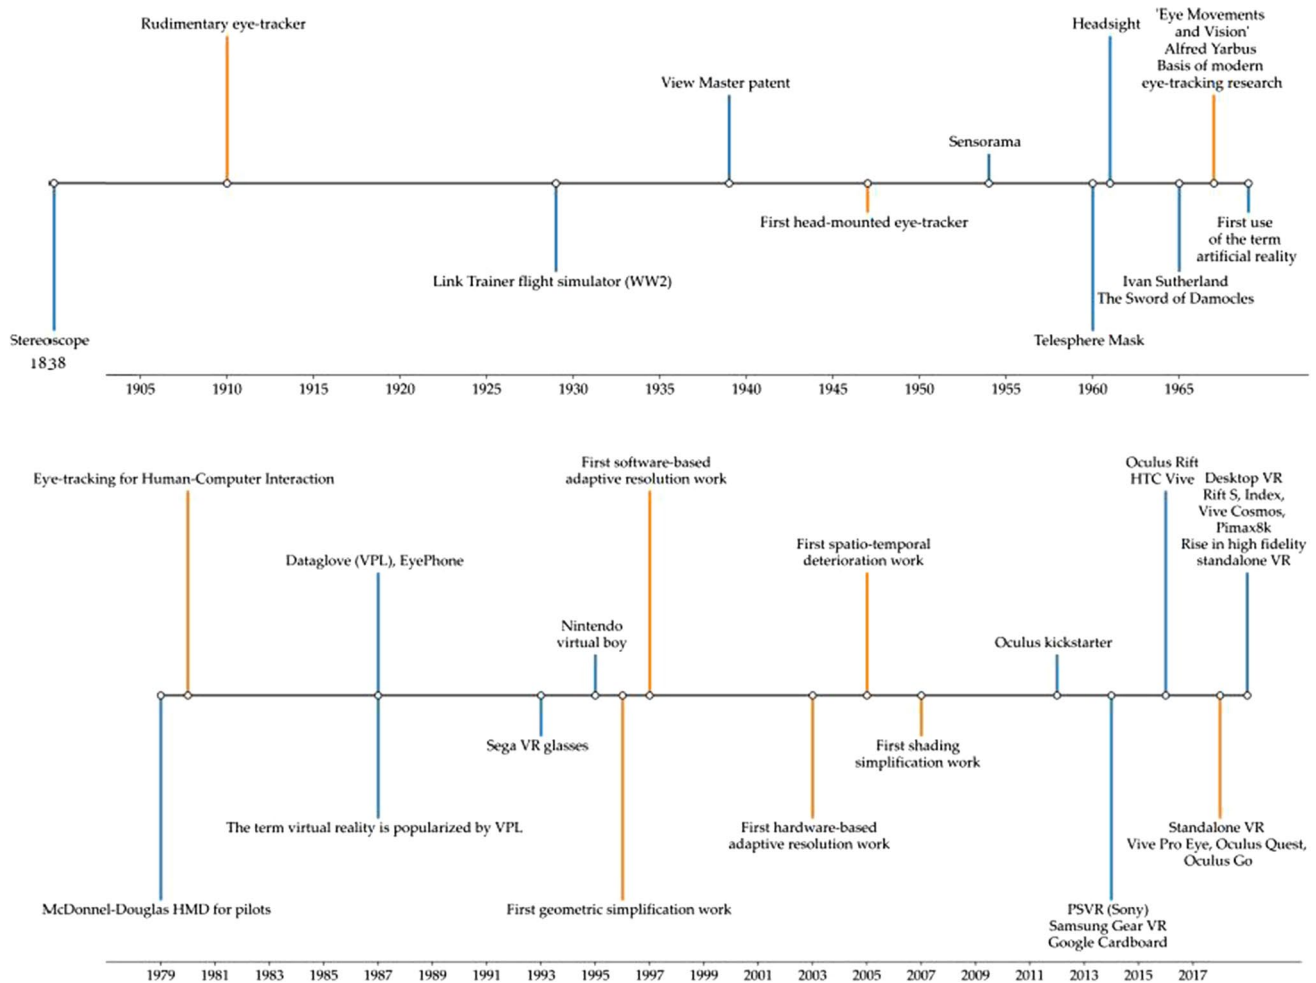 Rudimentary eye-tracker
Headsight
'Eye Movements
and Vision'
Alfred Yarbus
Basis of modern
eye-tracking research
View Master patent
Sensorama
First head-mounted eye-tracker
First use
of the term
artificial reality
Link Trainer flight simulator (WW2)
Ivan Sutherland
The Sword of Damocles
Stereoscope
1838
Telesphere Mask
1905 1910 1915 1920 1925 1930 1935 1940 1945 1950 1955 1960 1965
Eye-tracking for Human-Computer Interaction
First software-based
adaptive resolution work
Oculus Rift
HTC Vive
Desktop VR
Rift S, Index,
Vive Cosmos,
Pimax8k
Rise in high fidelity
standalone VR
Dataglove (VPL), EyePhone
First spatio-temporal
deterioration work
Nintendo
virtual boy
Oculus kickstarter
Sega VR glasses
First shading
simplification work
The term virtual reality is popularized by VPL
First hardware-based
adaptive resolution work
Standalone VR
Vive Pro Eye, Oculus Quest,
Oculus Go
McDonnel-Douglas HMD for pilots
First geometric simplification work
PSVR (Sony)
Samsung Gear VR
Google Cardboard
1979 1981 1983 1985 1987 1989 1991 1993 1995 1997 1999 2001 2003 2005 2007 2009 2011 2013 2015 2017